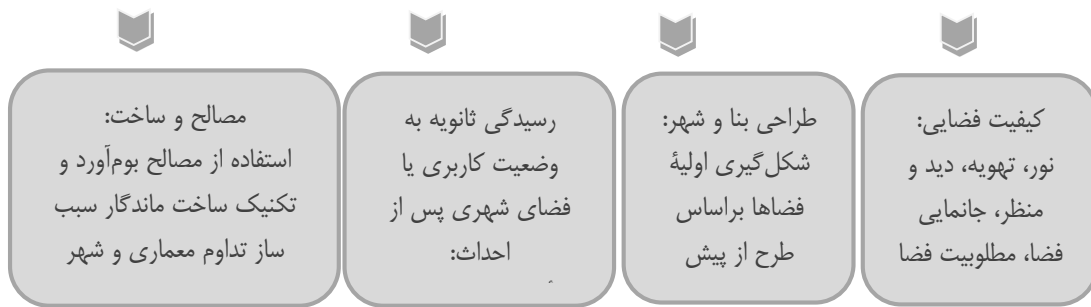 کیفیت فضایی:
نور، تهویه، دید و
منظر، جانمایی
فضا، مطلوبیت فضا
طراحی بنا و شهر:
شکل‌گیری اولیهٔ
فضاها براساس
طرح از پیش
رسیدگی ثانویه به
وضعیت کاربری یا
فضای شهری پس از
احداث:
مصالح و ساخت:
استفاده از مصالح بوم‌آورد و
تکنیک ساخت ماندگار سبب
ساز تداوم معماری و شهر